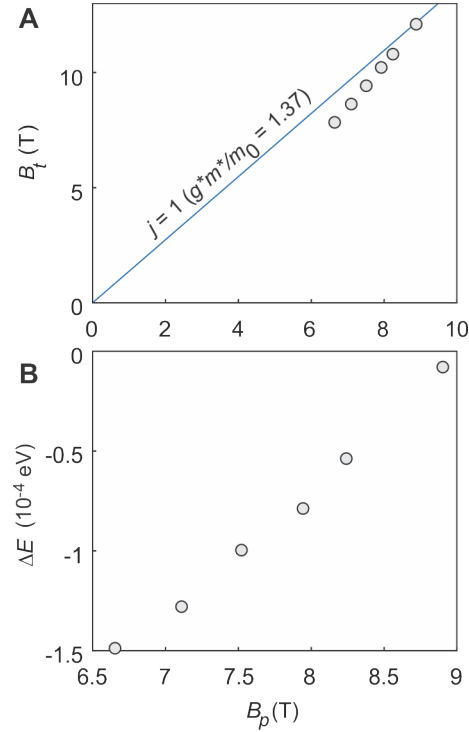 A
10
5
0
B_t (T)
j = 1 (g*m*/m_0 = 1.37)
0 2 4 6 8 10
B
0
-0.5
-1
-1.5
ΔE (10^-4 eV)
6.5 7 7.5 8 8.5 9
B_p (T)